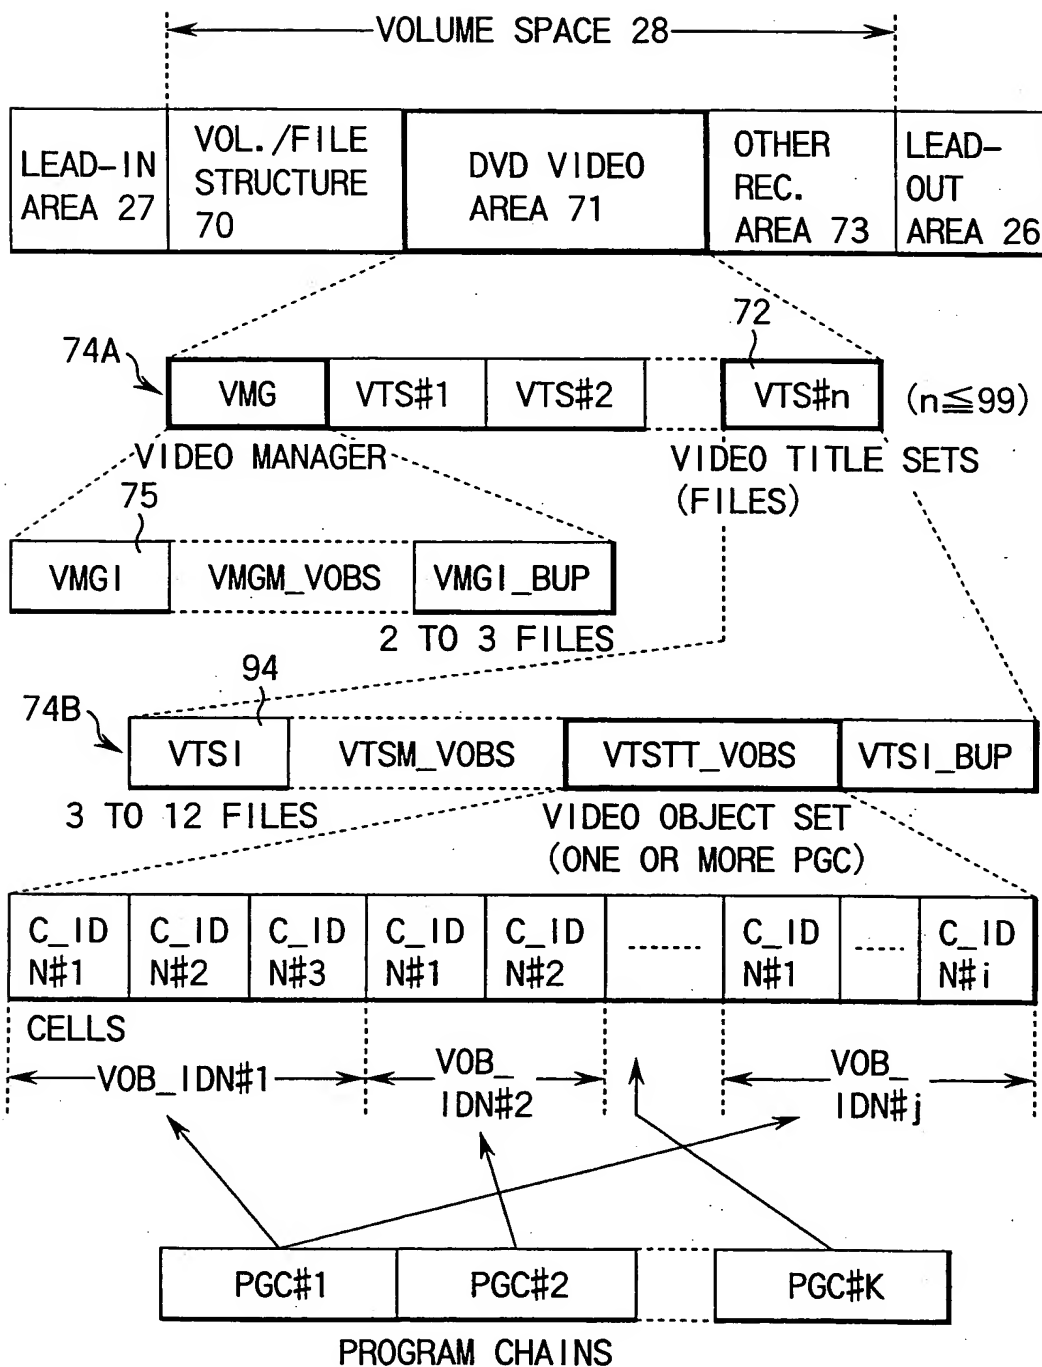 VOLUME SPACE 28
LEAD-IN
AREA 27
VOL./FILE
STRUCTURE
70
DVD VIDEO
AREA 71
OTHER
REC.
AREA 73
LEAD-
OUT
AREA 26
72
74A
VMG
VTS#1
VTS#2
VTS#n
(n≦99)
VIDEO MANAGER
VIDEO TITLE SETS
(FILES)
75
VMGI
VMGM_VOBS
VMGI_BUP
2 TO 3 FILES
94
74B
VTSI
VTSM_VOBS
VTSTT_VOBS
VTSI_BUP
3 TO 12 FILES
VIDEO OBJECT SET
(ONE OR MORE PGC)
C_ID
N#1
C_ID
N#2
C_ID
N#3
C_ID
N#1
C_ID
N#2
C_ID
N#1
C_ID
N#i
CELLS
VOB_IDN#1
VOB_
IDN#2
VOB_
IDN#j
PGC#1
PGC#2
PGC#K
PROGRAM CHAINS